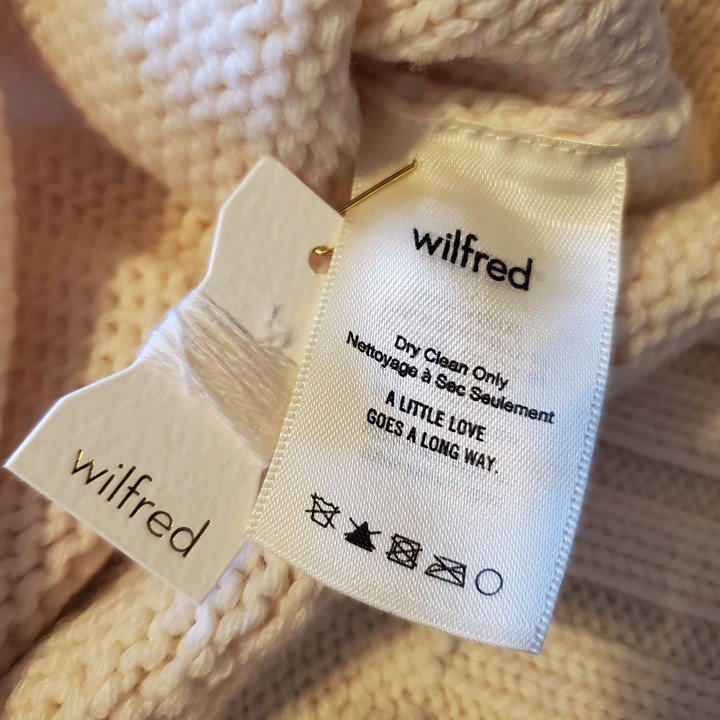 wilfred
Dry Clean Only
Nettoyage à Sec Seulement
A LITTLE LOVE
GOES A LONG WAY.
wilfred